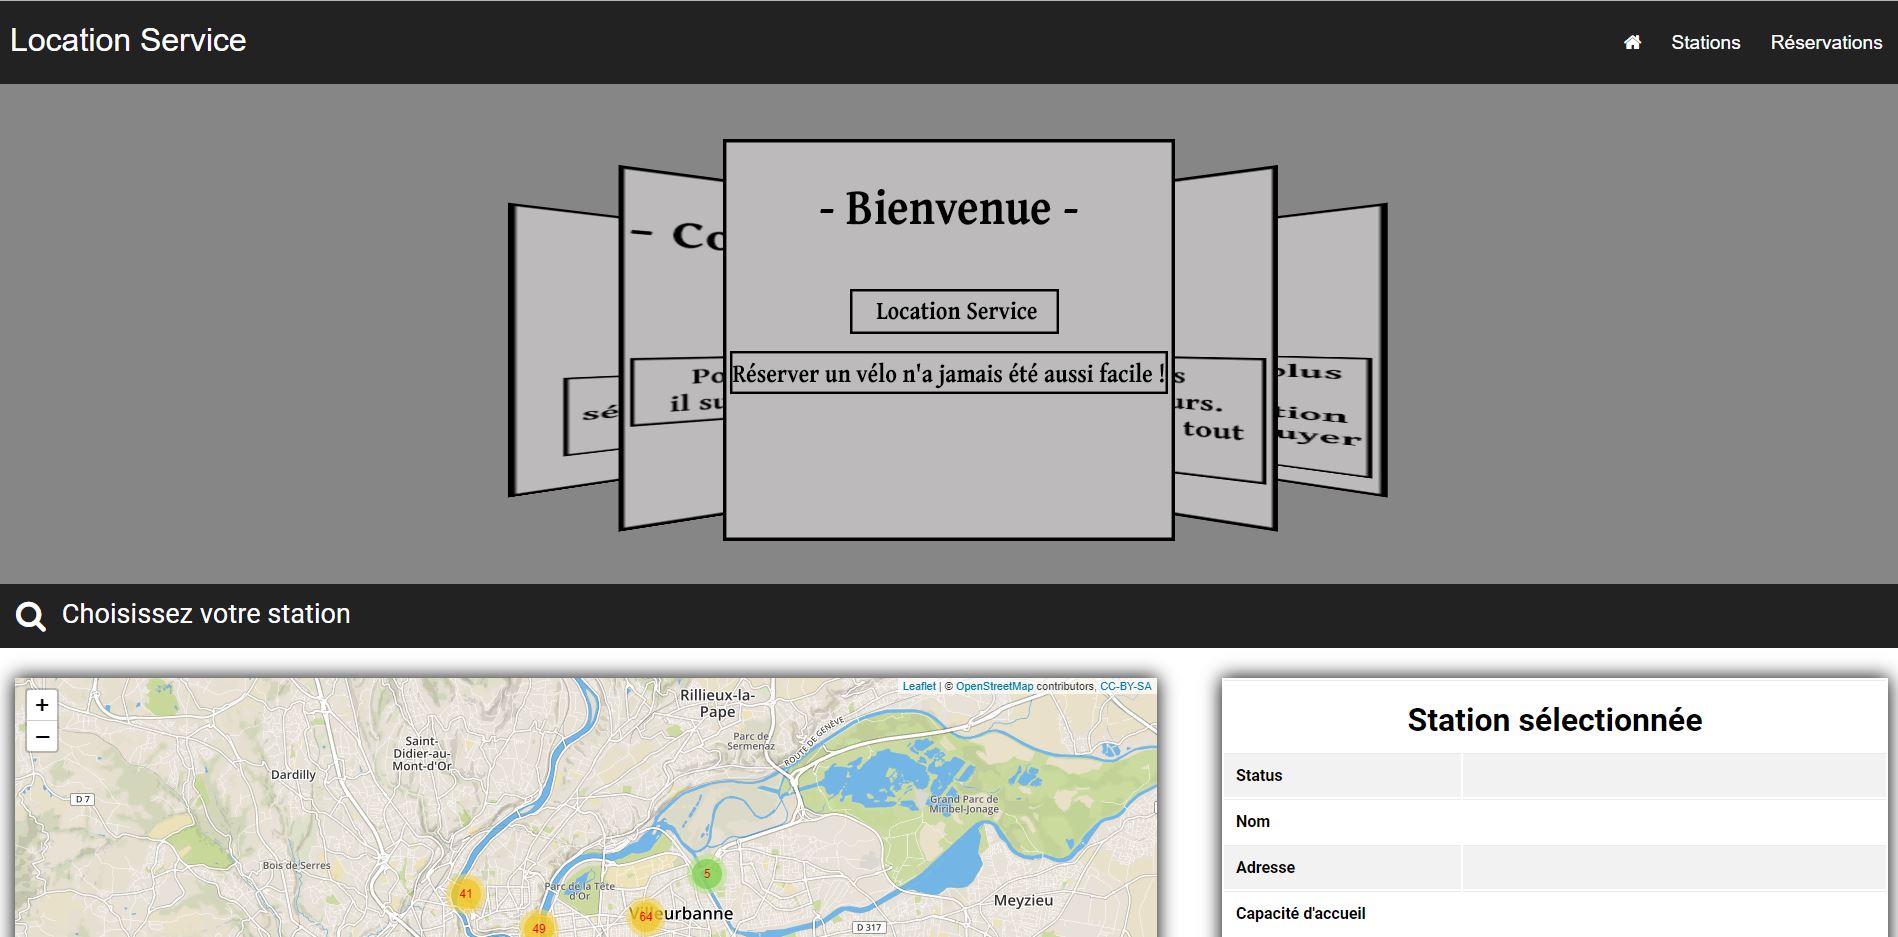 Location Service
Stations
Réservations
- Bienvenue -
Location Service
Réserver un vélo n'a jamais été aussi facile !
- Co
Po
il su
sé
s
urs.
tout
plus
tion
uyer
Choisissez votre station
+
−
Leaflet | © OpenStreetMap contributors, CC-BY-SA
Rillieux-la-
Pape
Parc de
Sermenaz
ROUTE DE GENÈVE
Saint-
Didier-au-
Mont-d'Or
Dardilly
D 7
Grand Parc de
Miribel-Jonage
Bois de Serres
Parc de la Tête
d'Or
5
41
64
49
Villeurbanne
Meyzieu
D 317
Station sélectionnée
Status
Nom
Adresse
Capacité d'accueil